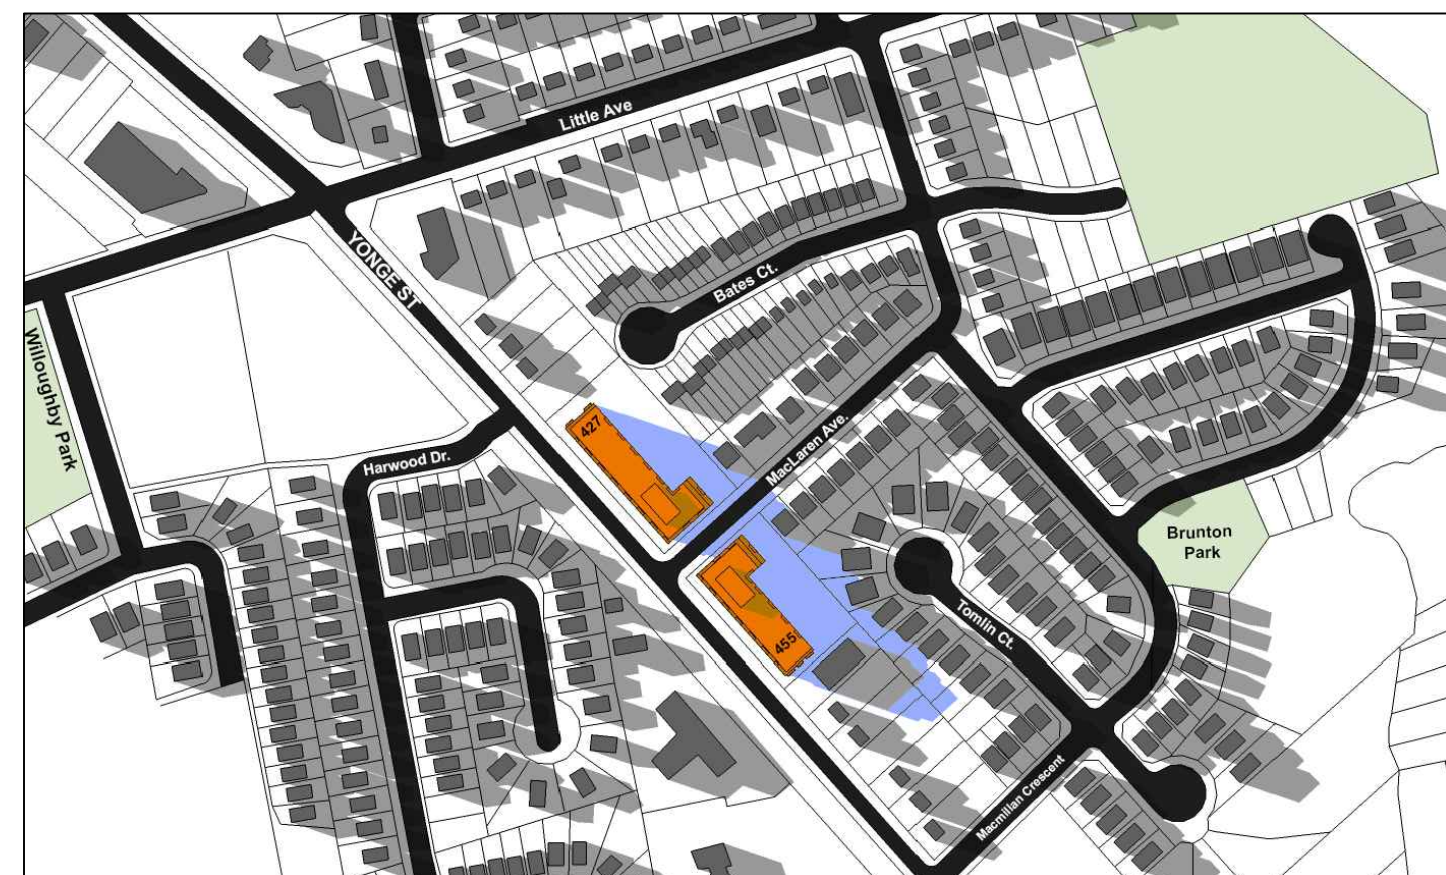 Little Ave
YONGE ST
Bates Ct.
Willoughby Park
427
MacLaren Ave.
Harwood Dr.
Brunton
Park
455
Tomlin Ct.
Macmillan Crescent